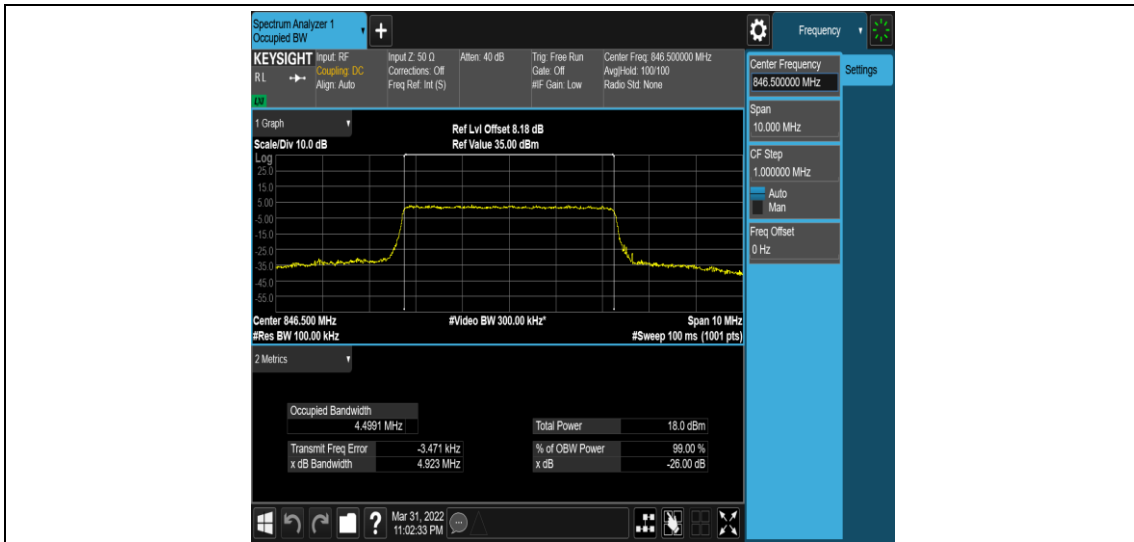 Spectrum Analyzer 1
Occupied BW
+
Frequency
KEYSIGHT
RL
LXI
Input: RF
Coupling: DC
Align: Auto
Input Z: 50 Ω
Corrections: Off
Freq Ref: Int (S)
Atten: 40 dB
Trig: Free Run
Gate: Off
#IF Gain: Low
Center Freq: 846.500000 MHz
Avg|Hold: 100/100
Radio Std: None
Center Frequency
846.500000 MHz
Settings
Span
10.000 MHz
CF Step
1.000000 MHz
Auto
Man
Freq Offset
0 Hz
1 Graph
Scale/Div 10.0 dB
Ref Lvl Offset 8.18 dB
Ref Value 35.00 dBm
Log
25.0
15.0
5.00
-5.00
-15.0
-25.0
-35.0
-45.0
-55.0
Center 846.500 MHz
#Res BW 100.00 kHz
#Video BW 300.00 kHz*
Span 10 MHz
#Sweep 100 ms (1001 pts)
2 Metrics
Occupied Bandwidth
4.4991 MHz
Total Power 18.0 dBm
Transmit Freq Error -3.471 kHz
% of OBW Power 99.00 %
x dB Bandwidth 4.923 MHz
x dB -26.00 dB
?
Mar 31, 2022
11:02:33 PM